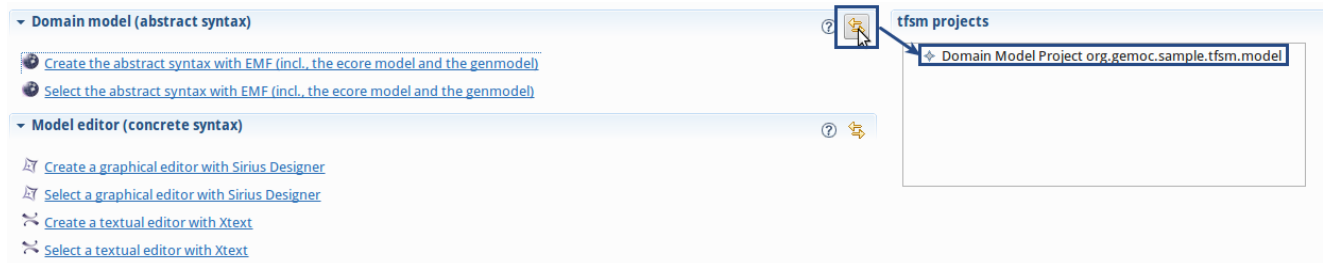 Domain model (abstract syntax)
Create the abstract syntax with EMF (incl., the ecore model and the genmodel)
Select the abstract syntax with EMF (incl., the ecore model and the genmodel)
Model editor (concrete syntax)
Create a graphical editor with Sirius Designer
Select a graphical editor with Sirius Designer
Create a textual editor with Xtext
Select a textual editor with Xtext
tfsm projects
Domain Model Project org.gemoc.sample.tfsm.model